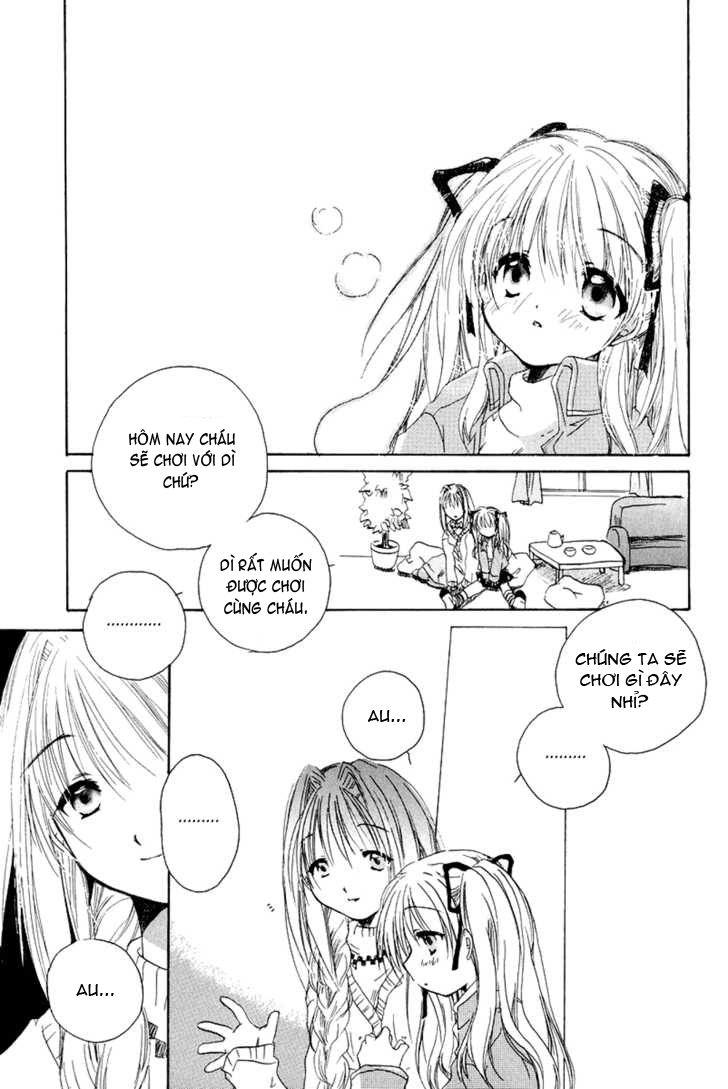 HÔM NAY CHÁU
SẼ CHƠI VỚI DÌ
CHỨ?
DÌ RẤT MUỐN
ĐƯỢC CHƠI
CÙNG CHÁU.
.............
CHÚNG TA SẼ
CHƠI GÌ ĐÂY
NHỈ?
.........
AU...
.........
AU...